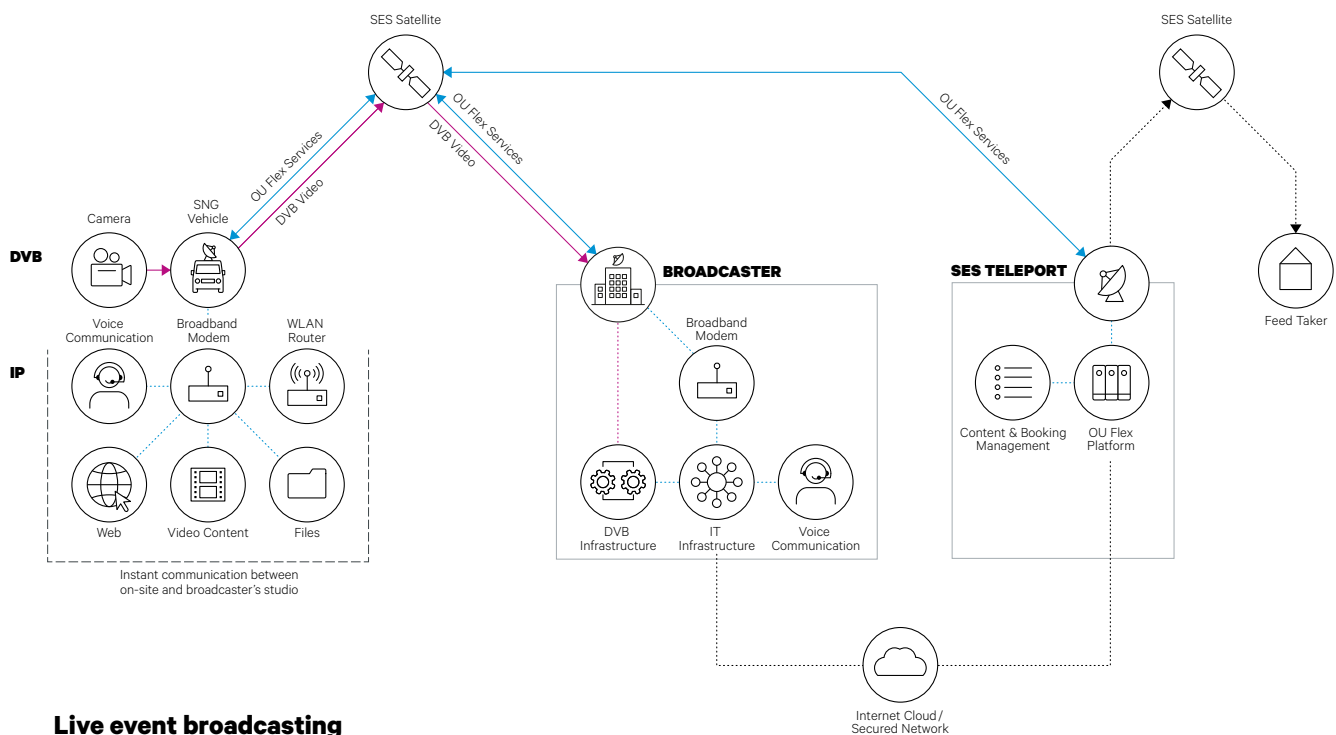 SES Satellite
SES Satellite
OU Flex Services
DVB Video
OU Flex Services
DVB Video
OU Flex Services
Camera
SNG
Vehicle
DVB
BROADCASTER
SES TELEPORT
Feed Taker
Voice
Communication
Broadband
Modem
WLAN
Router
Broadband
Modem
IP
Content & Booking
Management
OU Flex
Platform
Web
Video Content
Files
DVB
Infrastructure
IT
Infrastructure
Voice
Communication
Instant communication between
on-site and broadcaster's studio
Internet Cloud/
Secured Network
Live event broadcasting